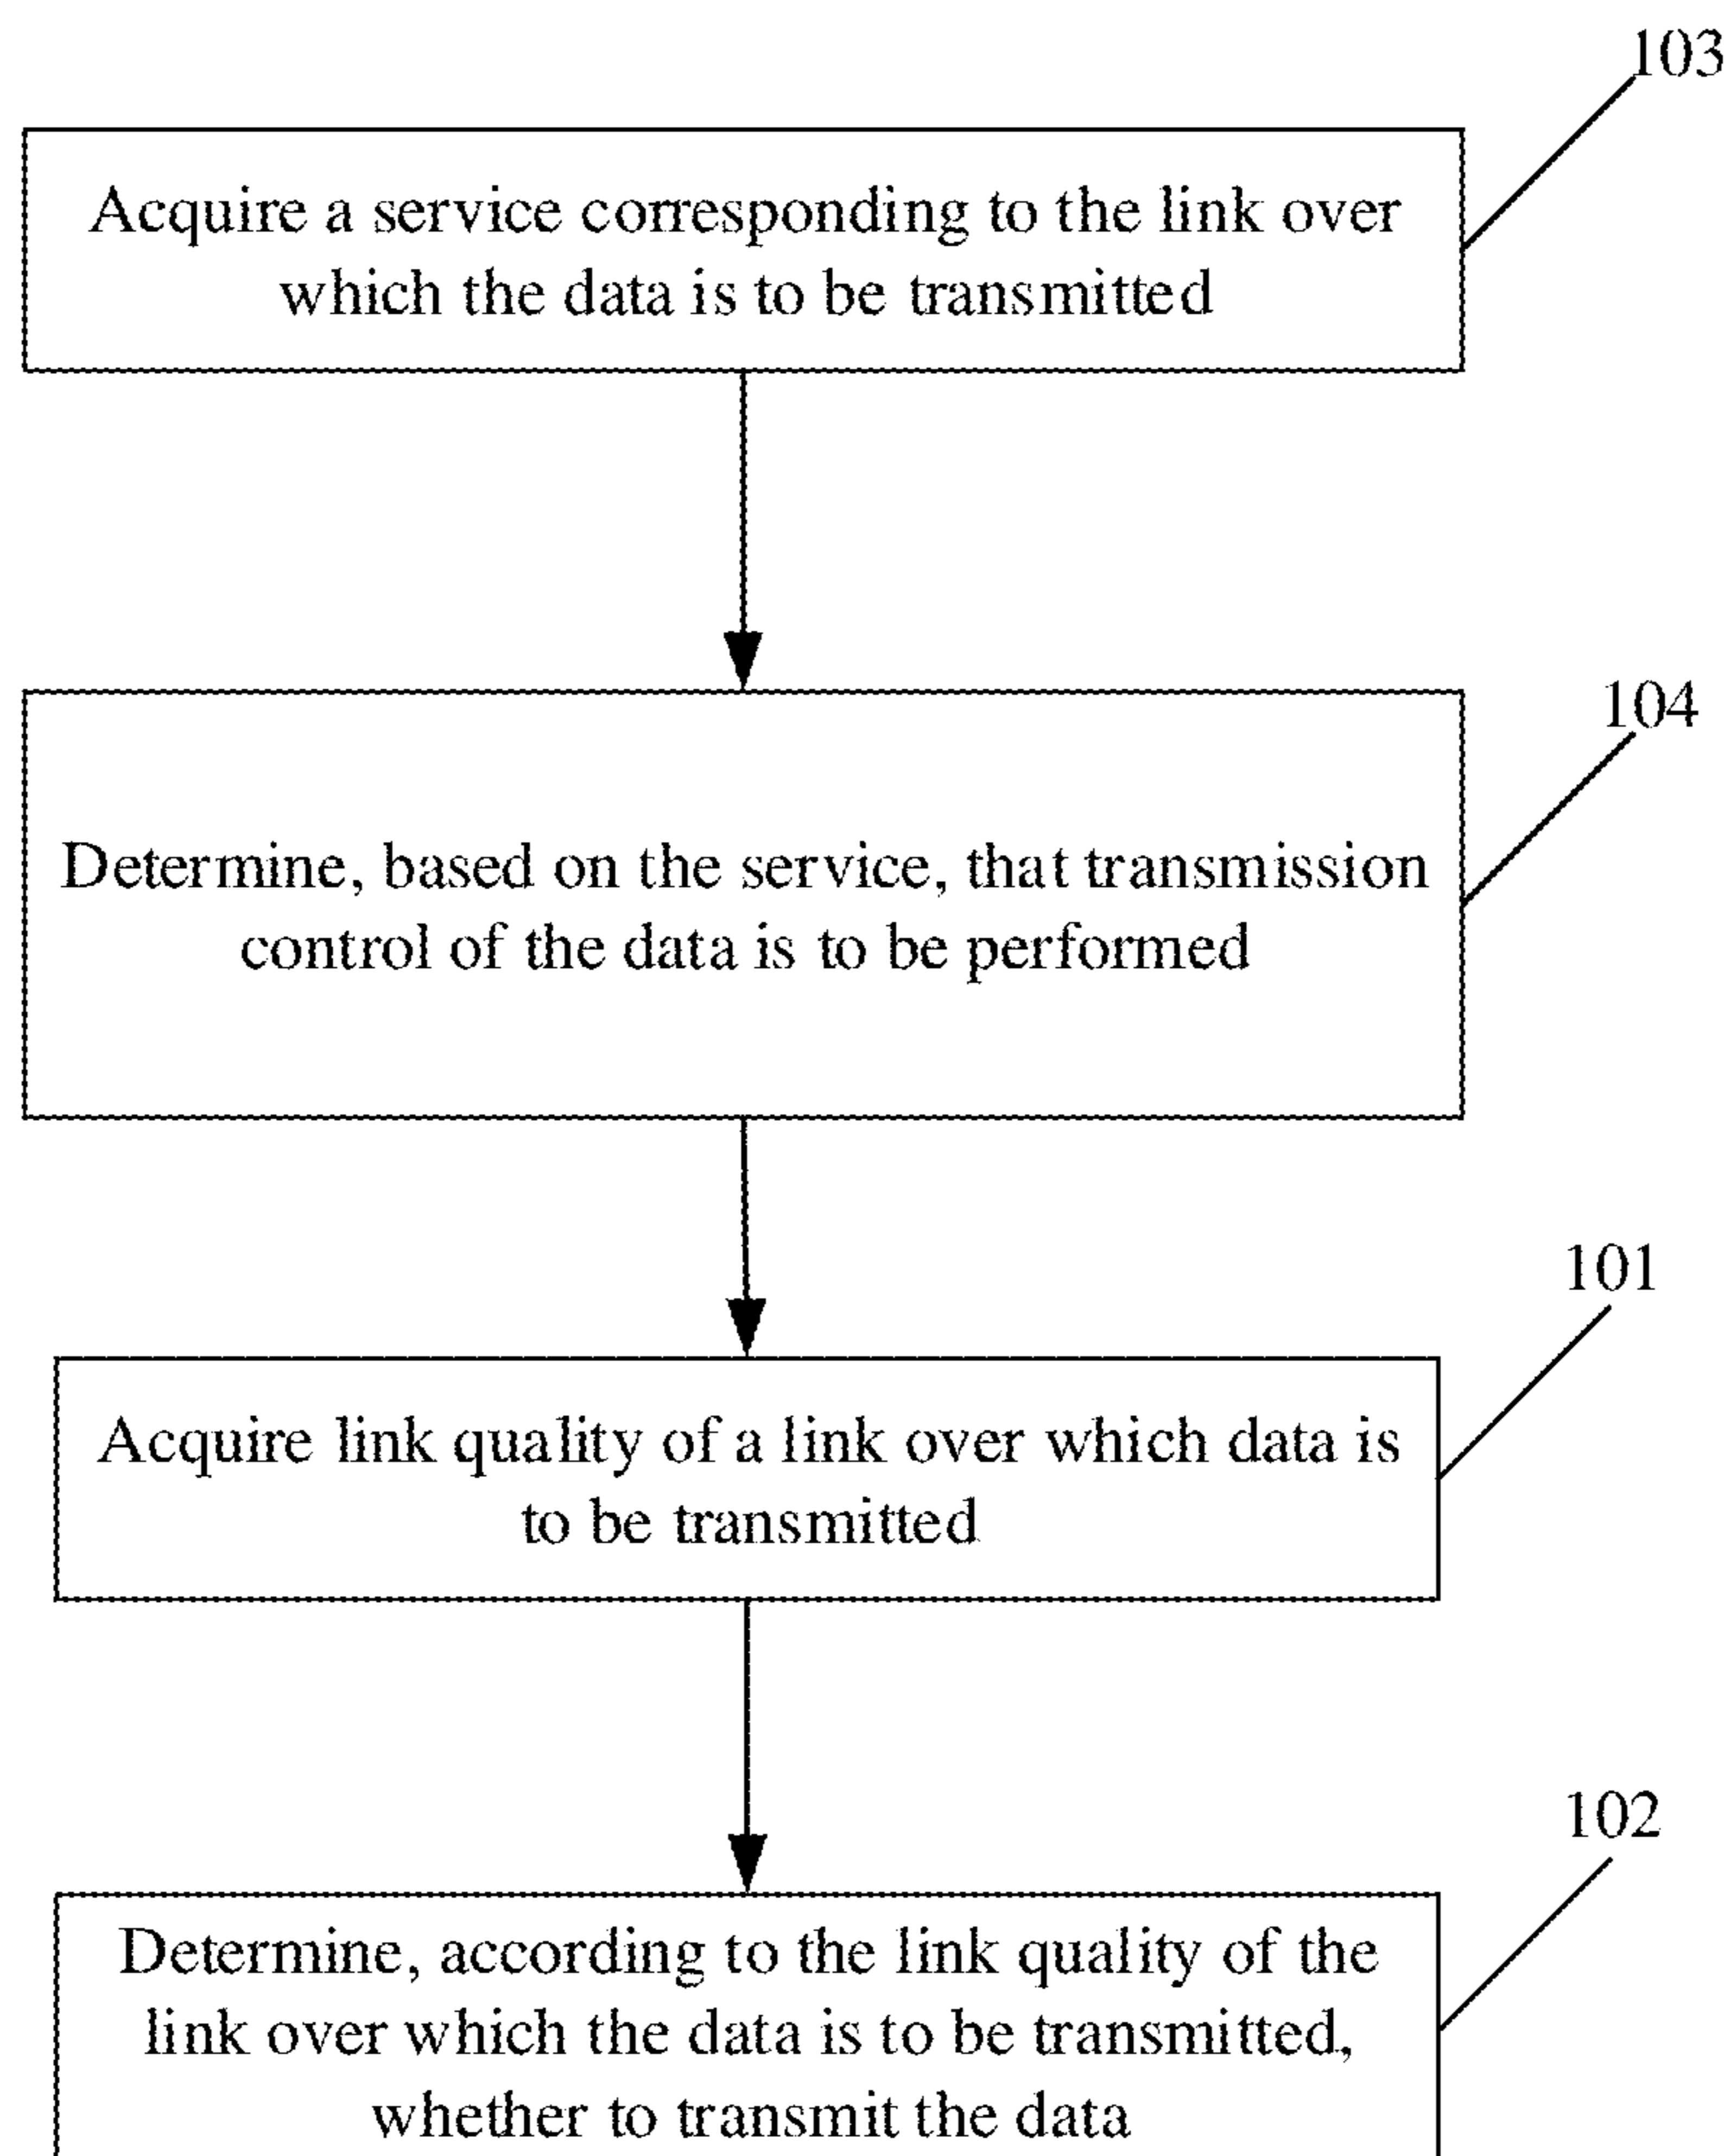 103
Acquire a service corresponding to the link over
which the data is to be transmitted
104
Determine, based on the service, that transmission
control of the data is to be performed
101
Acquire link quality of a link over which data is
to be transmitted
102
Determine, according to the link quality of the
link over which the data is to be transmitted,
whether to transmit the data